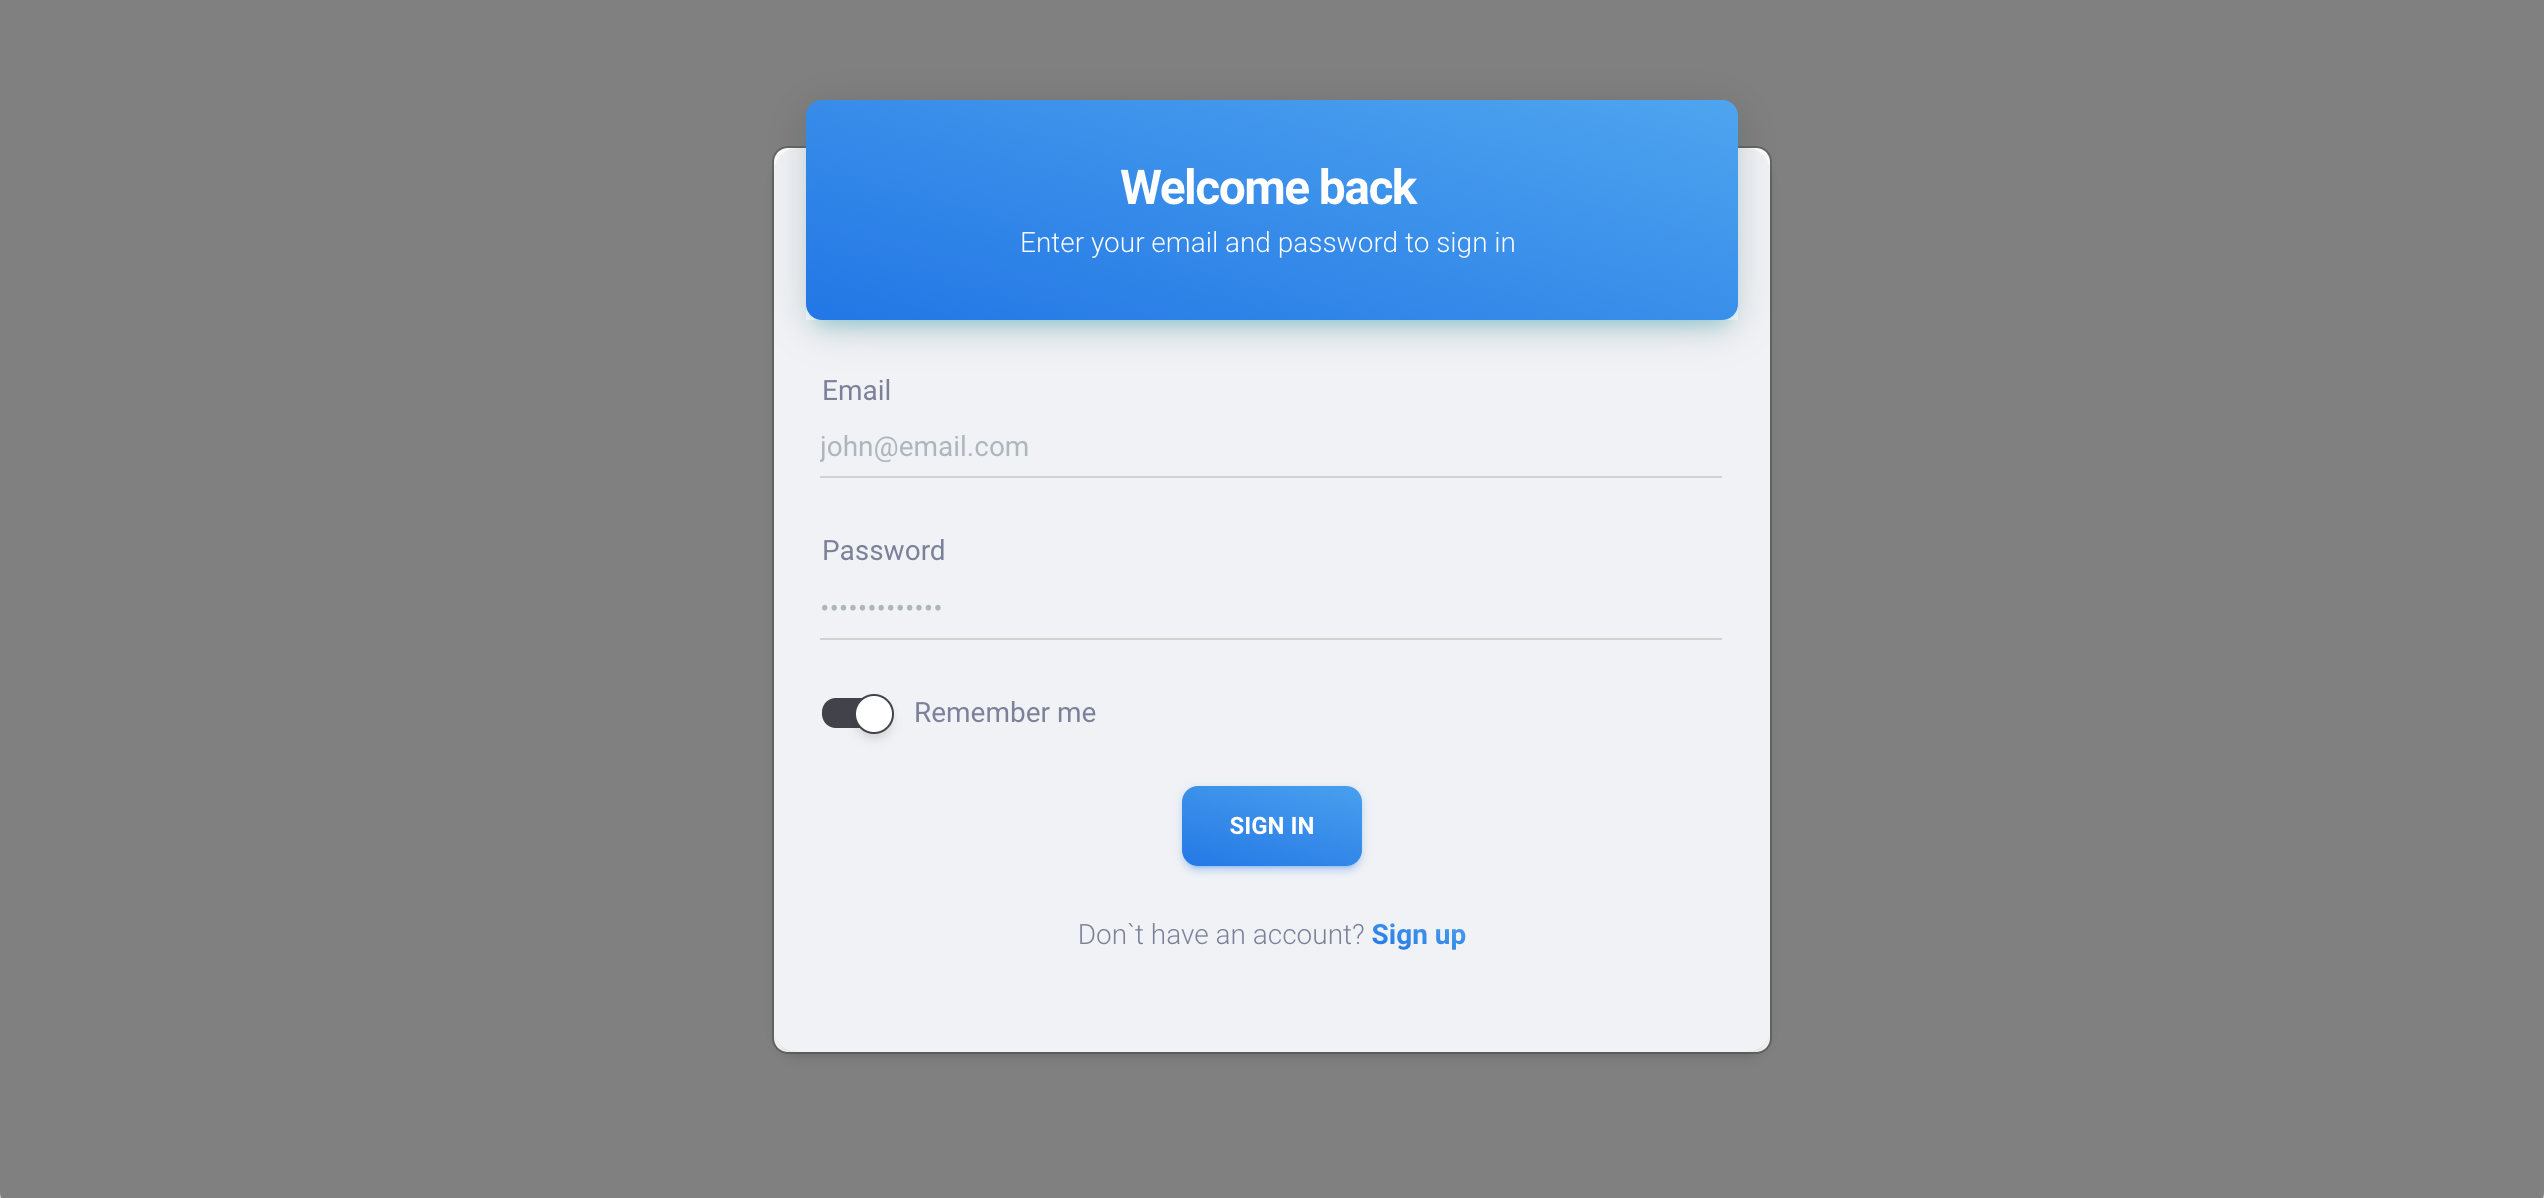 Welcome back
Enter your email and password to sign in
Email
john@email.com
Password
•••••••••••••
Remember me
SIGN IN
Don`t have an account? Sign up